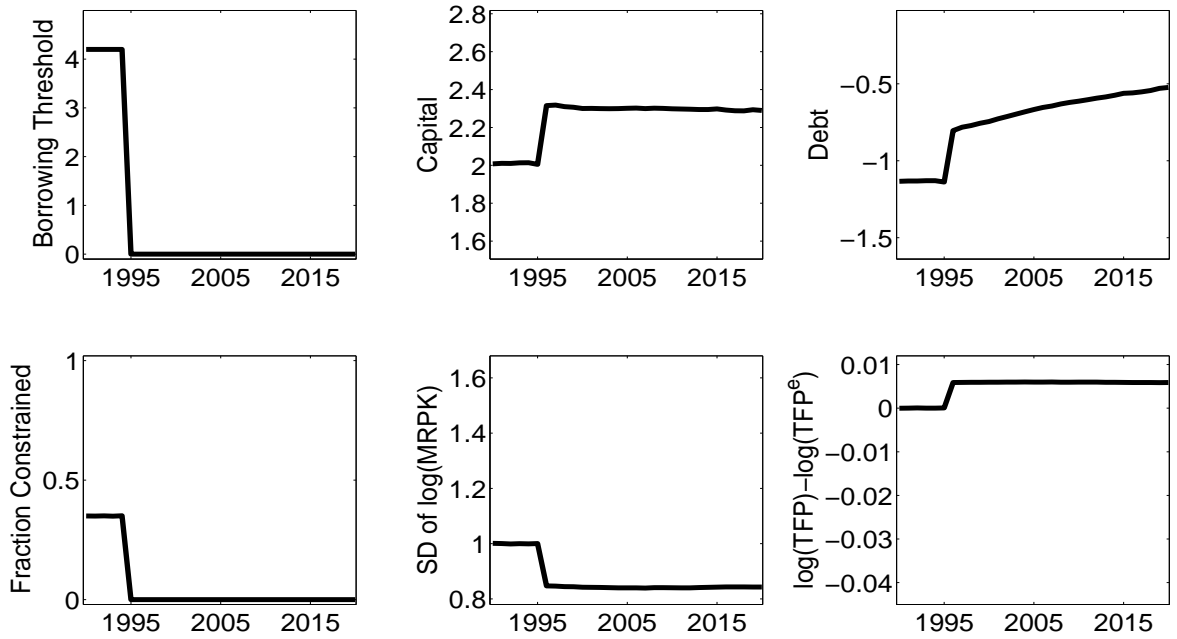 Borrowing Threshold
4
3
2
1
0
1995 2005 2015
Capital
2.8
2.6
2.4
2.2
2
1.8
1.6
1995 2005 2015
Debt
−0.5
−1
−1.5
1995 2005 2015
Fraction Constrained
1
0.5
0
1995 2005 2015
SD of log(MRPK)
1.6
1.4
1.2
1
0.8
1995 2005 2015
log(TFP)−log(TFPᵉ)
0.01
0
−0.01
−0.02
−0.03
−0.04
1995 2005 2015